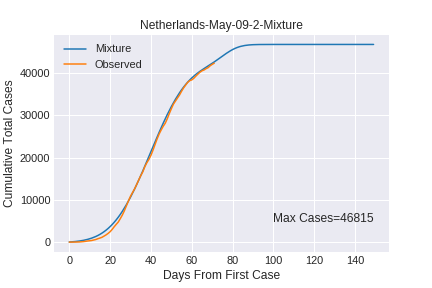 Netherlands-May-09-2-Mixture
Mixture
Observed
Cumulative Total Cases
40000
30000
20000
10000
0
Max Cases=46815
0 20 40 60 80 100 120 140
Days From First Case